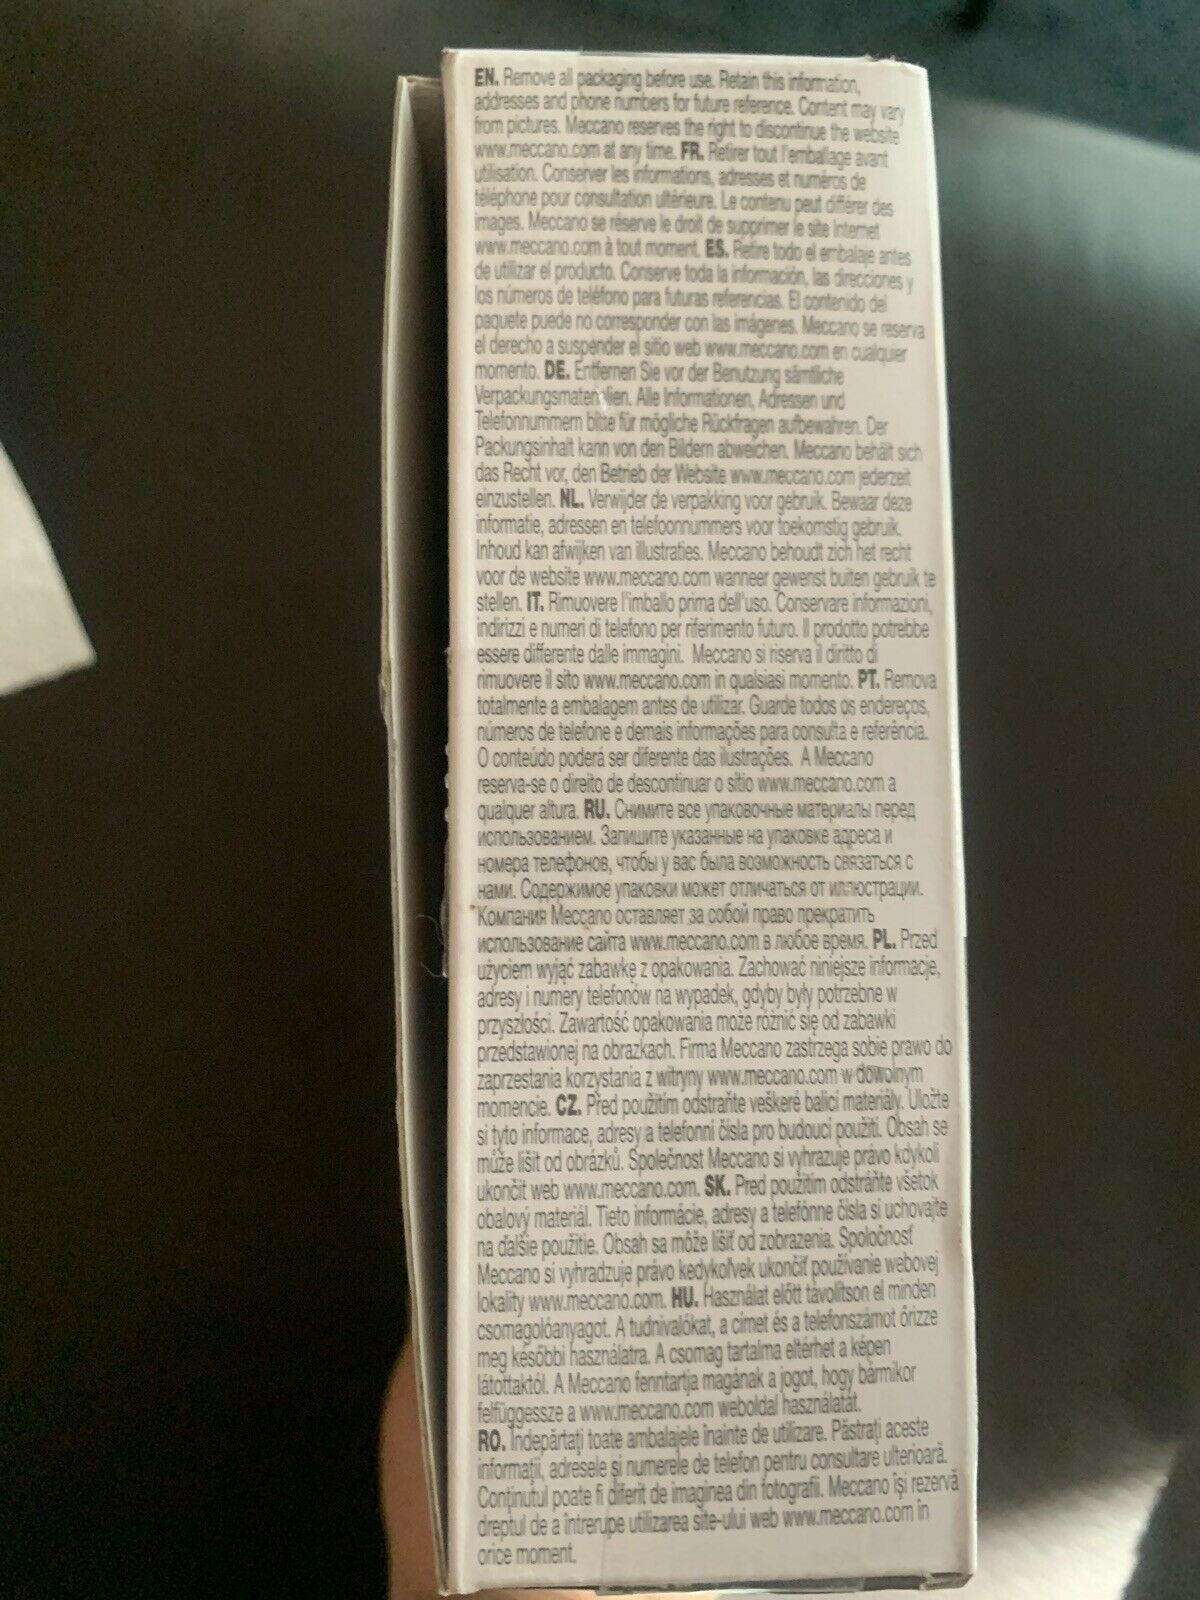 EN. Remove all packaging before use. Retain this information,
addresses and phone numbers for future reference. Content may vary
from pictures. Meccano reserves the right to discontinue the website
www.meccano.com at any time. FR. Retirer tout l'emballage avant
utilisation. Conserver les informations, adresses et numéros de
téléphone pour consultation ultérieure. Le contenu peut différer des
images. Meccano se réserve le droit de supprimer le site Internet
www.meccano.com à tout moment. ES. Retire todo el embalaje antes
de utilizar el producto. Conserve toda la información, las direcciones y
los números de teléfono para futuras referencias. El contenido del
paquete puede no corresponder con las imágenes. Meccano se reserva
el derecho a suspender el sitio web www.meccano.com en cualquier
momento. DE. Entfernen Sie vor der Benutzung sämtliche
Verpackungsmaterialien. Alle Informationen, Adressen und
Telefonnummern bitte für mögliche Rückfragen aufbewahren. Der
Packungsinhalt kann von den Bildern abweichen. Meccano behält sich
das Recht vor, den Betrieb der Website www.meccano.com jederzeit
einzustellen. NL. Verwijder de verpakking voor gebruik. Bewaar deze
informatie, adressen en telefoonnummers voor toekomstig gebruik.
Inhoud kan afwijken van illustraties. Meccano behoudt zich het recht
voor de website www.meccano.com wanneer gewenst buiten gebruik te
stellen. IT. Rimuovere l'imballo prima dell'uso. Conservare informazioni,
indirizzi e numeri di telefono per riferimento futuro. Il prodotto potrebbe
essere differente dalle immagini. Meccano si riserva il diritto di
rimuovere il sito www.meccano.com in qualsiasi momento. PT. Remova
totalmente a embalagem antes de utilizar. Guarde todos os endereços,
números de telefone e demais informações para consulta e referência.
O conteúdo poderá ser diferente das ilustrações. A Meccano
reserva-se o direito de descontinuar o sítio www.meccano.com a
qualquer altura. RU. Снимите все упаковочные материалы перед
использованием. Запишите указанные на упаковке адреса и
номера телефонов, чтобы у вас была возможность связаться с
нами. Содержимое упаковки может отличаться от иллюстрации.
Компания Meccano оставляет за собой право прекратить
использование сайта www.meccano.com в любое время. PL. Przed
użyciem wyjąć zabawkę z opakowania. Zachować niniejsze informacje,
adresy i numery telefonów na wypadek, gdyby były potrzebne w
przyszłości. Zawartość opakowania może różnić się od zabawki
przedstawionej na obrazkach. Firma Meccano zastrzega sobie prawo do
zaprzestania korzystania z witryny www.meccano.com w dowolnym
momencie. CZ. Před použitím odstraňte veškeré balicí materiály. Uložte
si tyto informace, adresy a telefonní čísla pro budoucí použití. Obsah se
může lišit od obrázků. Společnost Meccano si vyhrazuje právo kdykoli
ukončit web www.meccano.com. SK. Pred použitím odstráňte všetok
obalový materiál. Tieto informácie, adresy a telefónne čísla si uchovajte
na ďalšie použitie. Obsah sa môže líšiť od zobrazenia. Spoločnosť
Meccano si vyhradzuje právo kedykoľvek ukončiť používanie webovej
lokality www.meccano.com. HU. Használat előtt távolítson el minden
csomagolóanyagot. A tudnivalókat, a címet és a telefonszámot őrizze
meg későbbi használatra. A csomag tartalma eltérhet a képen
látottaktól. A Meccano fenntartja magának a jogot, hogy bármikor
felfüggessze a www.meccano.com weboldal használatát.
RO. Îndepărtaţi toate ambalajele înainte de utilizare. Păstraţi aceste
informaţii, adresele şi numerele de telefon pentru consultare ulterioară.
Conţinutul poate fi diferit de imaginea din fotografii. Meccano îşi rezervă
dreptul de a întrerupe utilizarea site-ului web www.meccano.com în
orice moment.